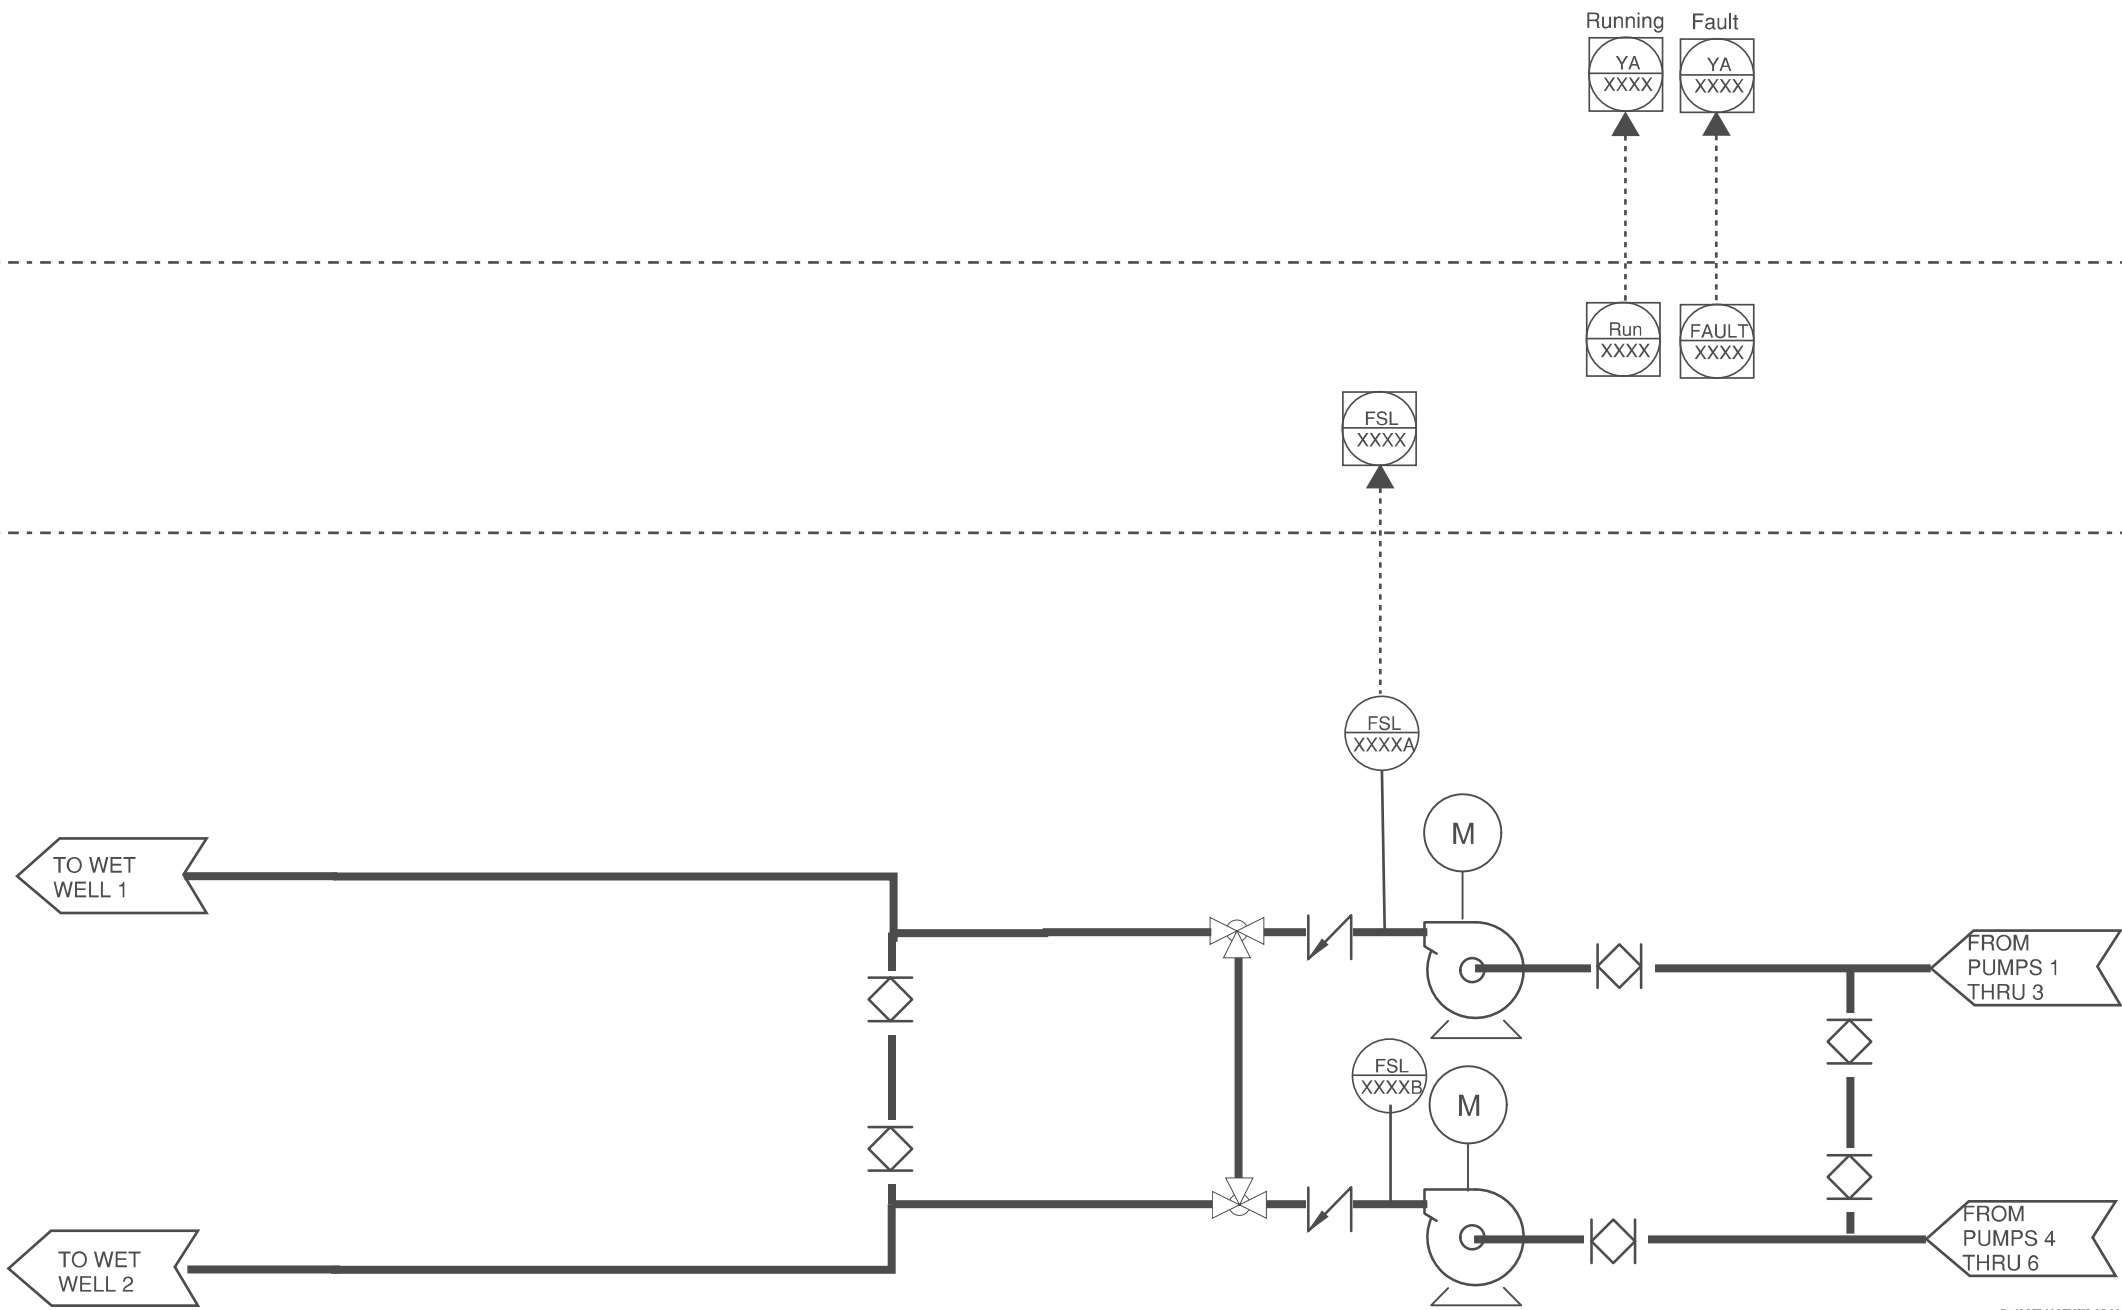 Running
Fault
YA
XXXX
YA
XXXX
Run
XXXX
FAULT
XXXX
FSL
XXXX
FSL
XXXXA
M
TO WET
WELL 1
FROM
PUMPS 1
THRU 3
FSL
XXXXB
M
TO WET
WELL 2
FROM
PUMPS 4
THRU 6